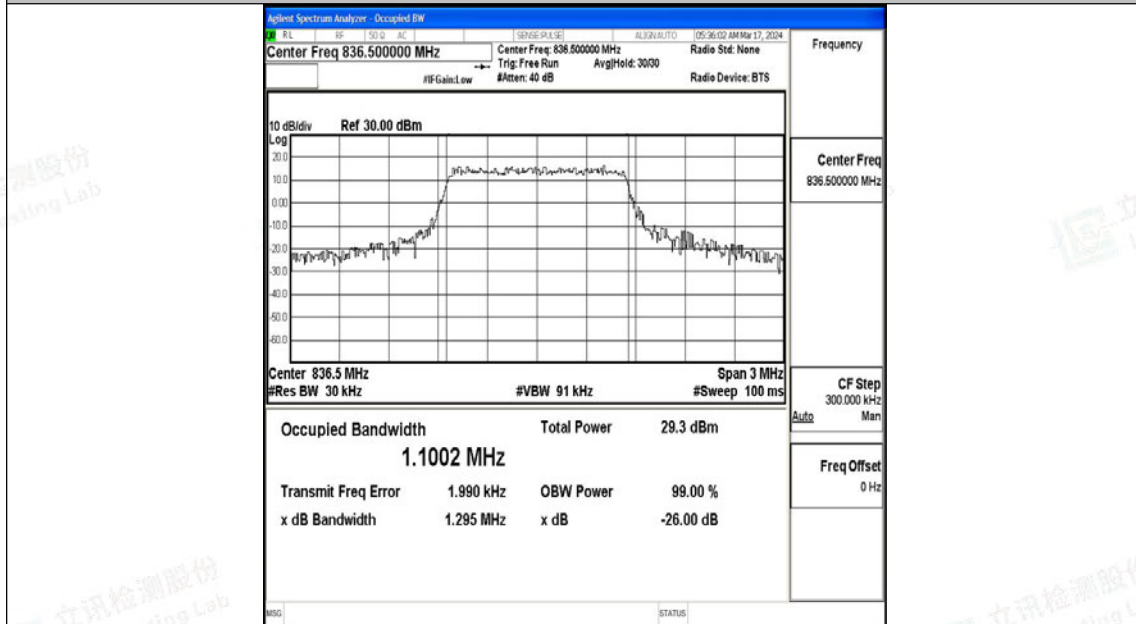 Agilent Spectrum Analyzer - Occupied BW
RL RF 50 Ω AC SENSE:PULSE ALIGN AUTO 05:36:02 AM Mar 17, 2024
Center Freq 836.500000 MHz
Center Freq: 836.500000 MHz
Radio Std: None
Trig: Free Run Avg|Hold: 30/30
#IFGain:Low
#Atten: 40 dB
Radio Device: BTS
Frequency
10 dB/div Ref 30.00 dBm
Log
20.0
10.0
0.00
-10.0
-20.0
-30.0
-40.0
-50.0
-60.0
Center 836.5 MHz Span 3 MHz
#Res BW 30 kHz #VBW 91 kHz #Sweep 100 ms
Center Freq
836.500000 MHz
CF Step
300.000 kHz
Auto Man
Freq Offset
0 Hz
Occupied Bandwidth Total Power 29.3 dBm
1.1002 MHz
Transmit Freq Error 1.990 kHz OBW Power 99.00 %
x dB Bandwidth 1.295 MHz x dB -26.00 dB
MSG STATUS
立讯检测股份